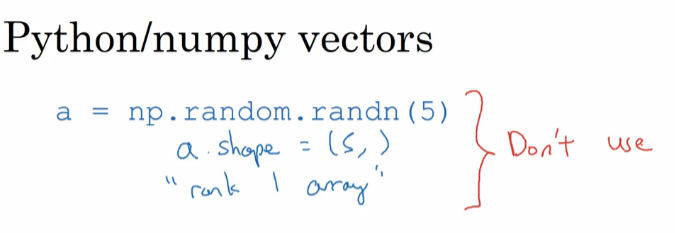 Python/numpy vectors
a = np.random.randn(5)
a.shape = (5,)
"rank 1 array"
Don't use